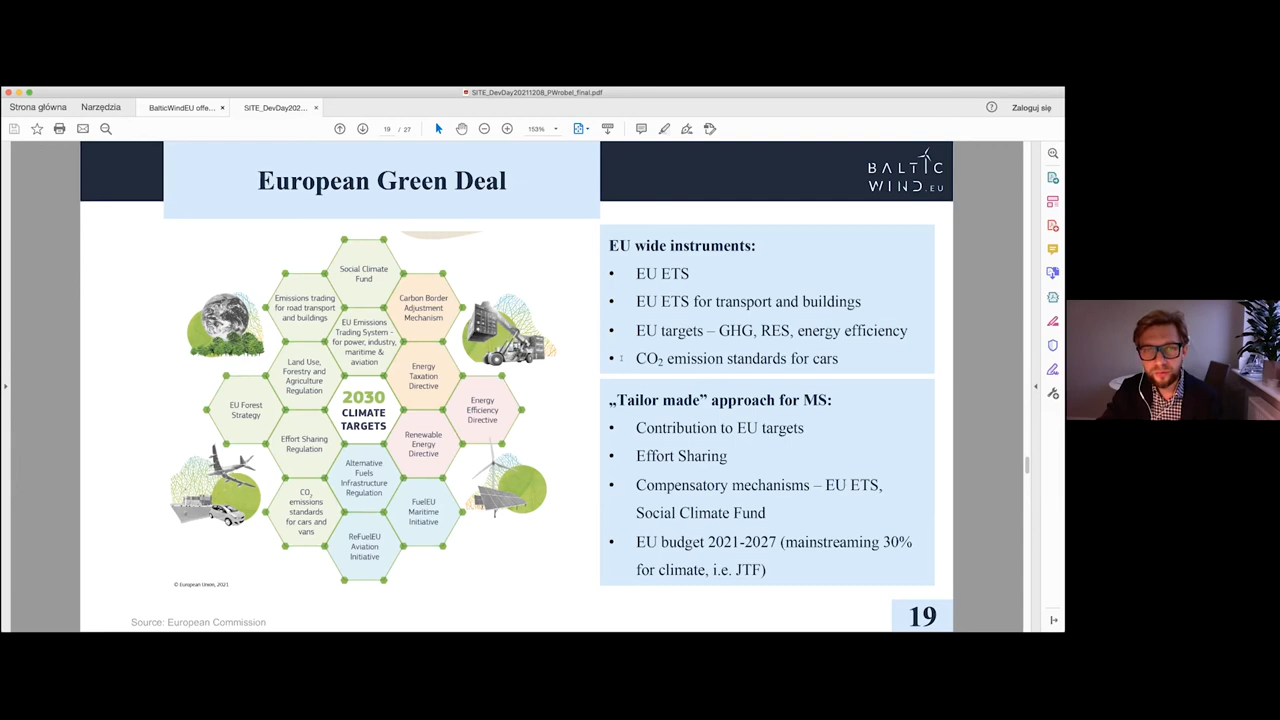 SITE_DevDay20211208_PWrobel_final.pdf
Strona główna
Narzędzia
BalticWindEU offe...
×
SITE_DevDay202...
×
?
Zaloguj się
19 / 27
153%
European Green Deal
BALTIC
WIND.EU
Social Climate
Fund
Emissions trading
for road transport
and buildings
Carbon Border
Adjustment
Mechanism
EU Emissions
Trading System –
for power, industry,
maritime &
aviation
Land Use,
Forestry and
Agriculture
Regulation
Energy
Taxation
Directive
EU Forest
Strategy
2030
CLIMATE
TARGETS
Energy
Efficiency
Directive
Effort Sharing
Regulation
Renewable
Energy
Directive
Alternative
Fuels
Infrastructure
Regulation
CO₂
emissions
standards
for cars and
vans
FuelEU
Maritime
Initiative
ReFuelEU
Aviation
Initiative
© European Union, 2021
Source: European Commission
EU wide instruments:
• EU ETS
• EU ETS for transport and buildings
• EU targets – GHG, RES, energy efficiency
• CO₂ emission standards for cars
„Tailor made” approach for MS:
• Contribution to EU targets
• Effort Sharing
• Compensatory mechanisms – EU ETS,
Social Climate Fund
• EU budget 2021-2027 (mainstreaming 30%
for climate, i.e. JTF)
19